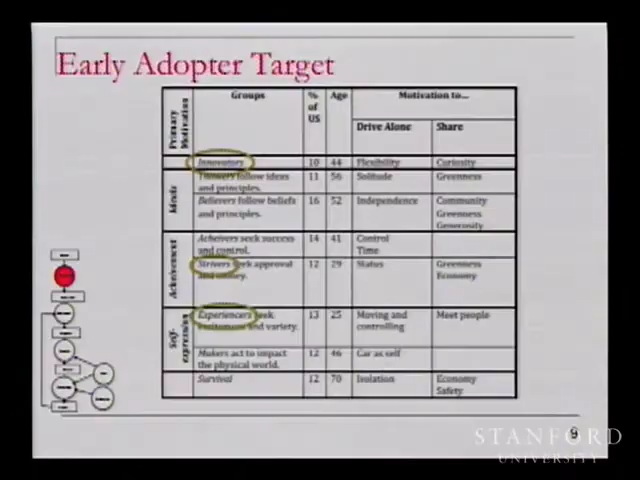 Early Adopter Target
Primary Motivation
Groups
% of US
Age
Motivation to...
Drive Alone
Share
Innovators 10 44 Flexibility Curiosity
Ideals
Thinkers follow ideas and principles. 11 56 Solitude Greenness
Believers follow beliefs and principles. 16 52 Independence Community Greenness Generosity
Achievement
Acheivers seek success and control. 14 41 Control Time
Strivers seek approval and money. 12 29 Status Greenness Economy
Self-expression
Experiencers seek and variety. 13 25 Moving and controlling Meet people
Makers act to impact the physical world. 12 46 Car as self
Survival 12 70 Isolation Economy Safety
9
STANFORD
UNIVERSITY